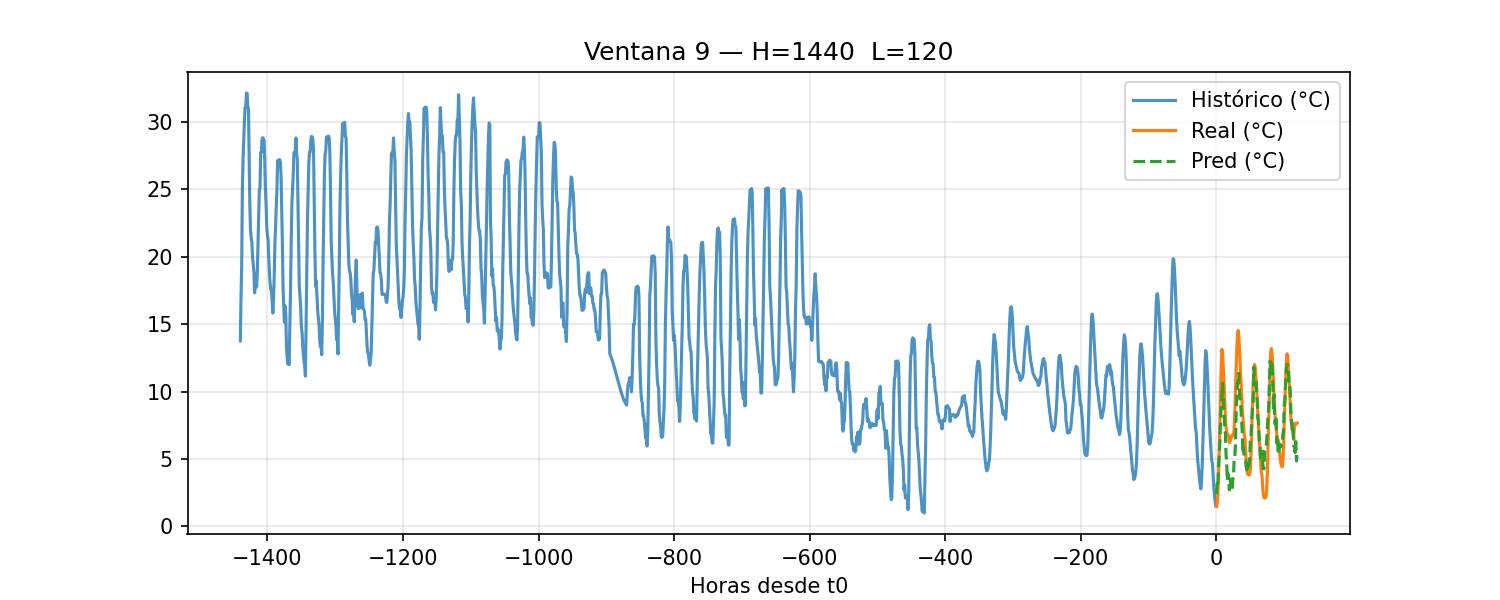 Ventana 9 — H=1440  L=120
Histórico (°C)
Real (°C)
Pred (°C)
30
25
20
15
10
5
0
−1400 −1200 −1000 −800 −600 −400 −200 0
Horas desde t0